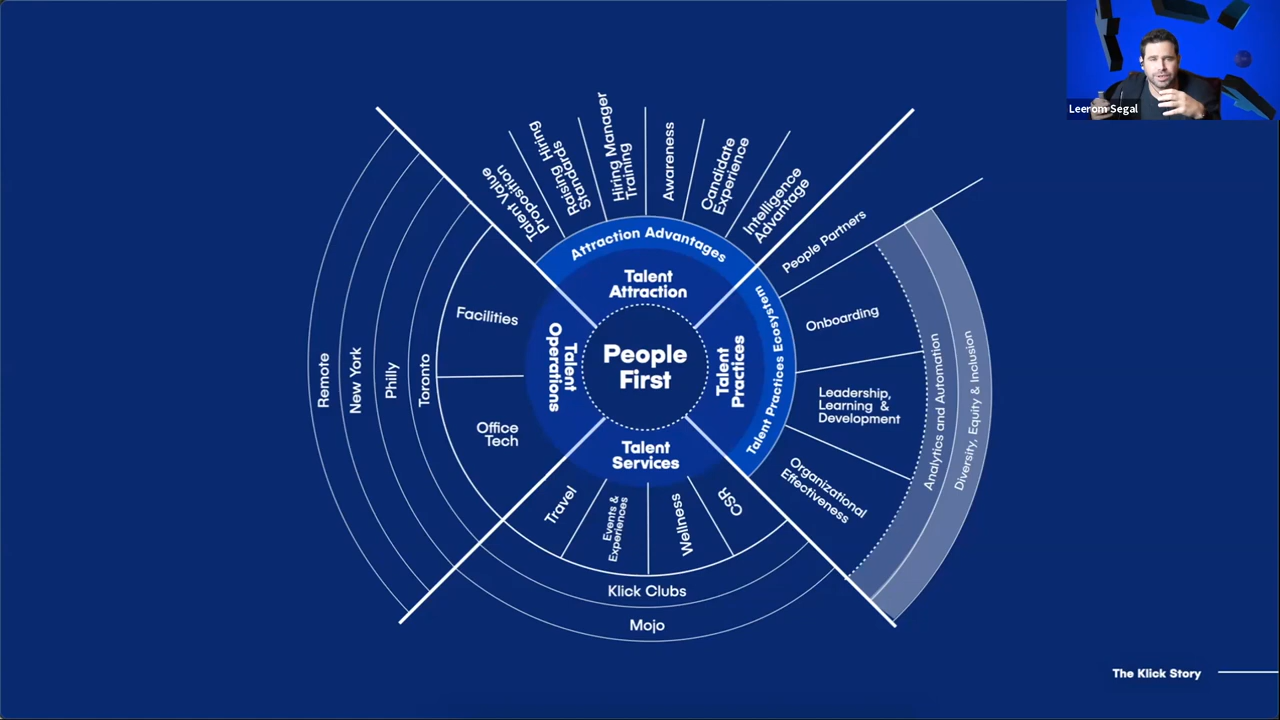 Leerom Segal
Talent Value
Proposition
Raising Hiring
Standards
Hiring Manager
Training
Awareness
Candidate
Experience
Intelligence
Advantage
Attraction Advantages
Talent
Attraction
People Partners
Onboarding
Leadership,
Learning &
Development
Organizational
Effectiveness
Analytics and Automation
Diversity, Equity & Inclusion
Talent Practices Ecosystem
Talent
Practices
People
First
Talent
Operations
Facilities
Office
Tech
Toronto
Philly
New York
Remote
Talent
Services
Travel
Events &
Experiences
Wellness
CSR
Klick Clubs
Mojo
The Klick Story